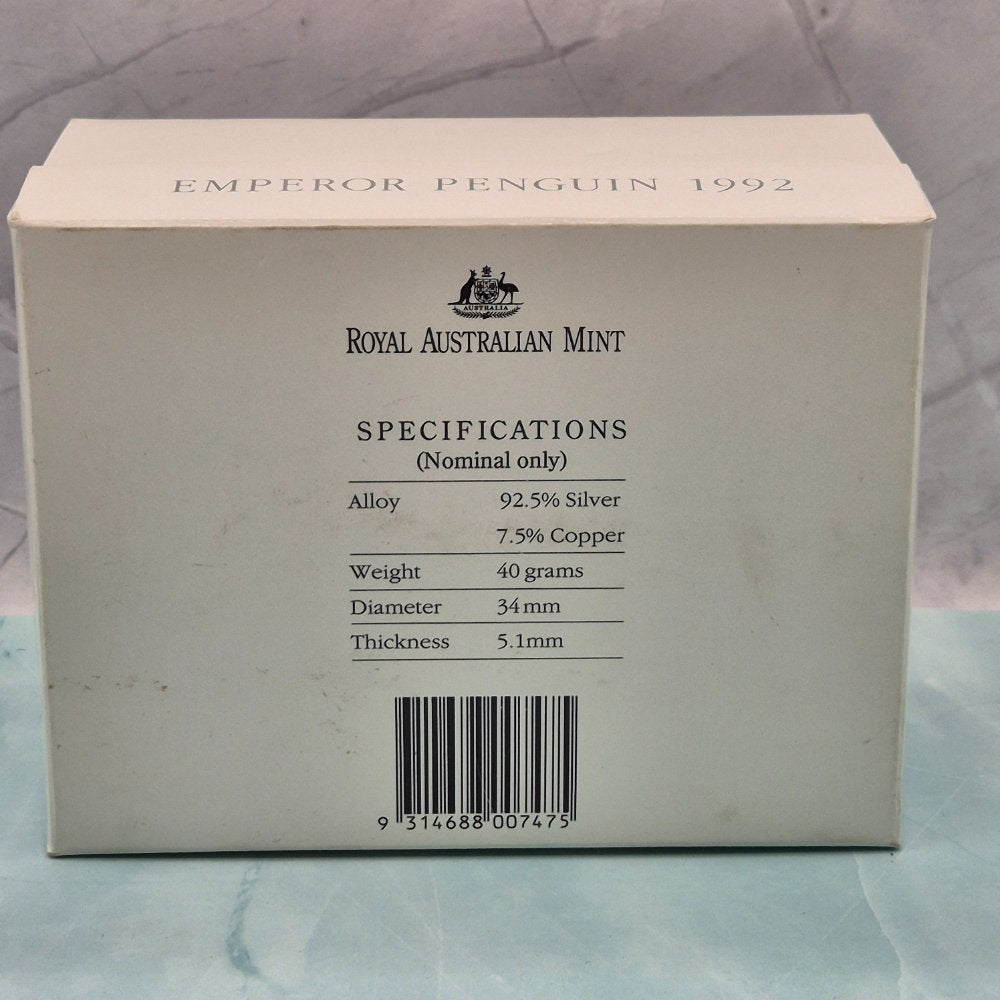 EMPEROR PENGUIN 1992
AUSTRALIA
ROYAL AUSTRALIAN MINT
SPECIFICATIONS
(Nominal only)
Alloy 92.5% Silver
7.5% Copper
Weight 40 grams
Diameter 34mm
Thickness 5.1mm
9 314688 007475